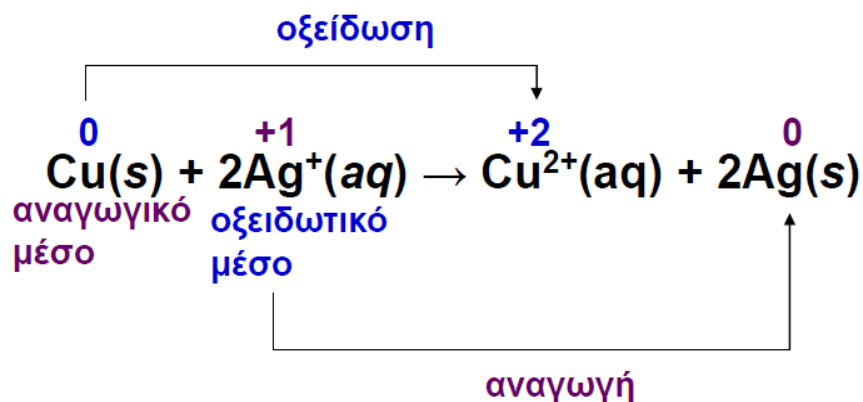 οξείδωση
0 +1 +2 0
Cu(s) + 2Ag⁺(aq) → Cu²⁺(aq) + 2Ag(s)
αναγωγικό μέσο
οξειδωτικό μέσο
αναγωγή